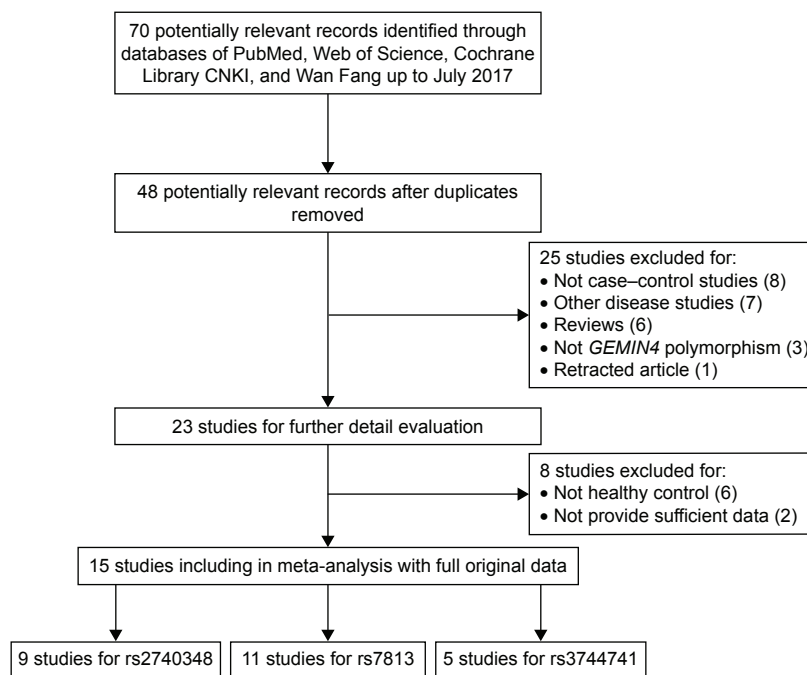 70 potentially relevant records identified through
databases of PubMed, Web of Science, Cochrane
Library CNKI, and Wan Fang up to July 2017
48 potentially relevant records after duplicates
removed
25 studies excluded for:
• Not case–control studies (8)
• Other disease studies (7)
• Reviews (6)
• Not GEMIN4 polymorphism (3)
• Retracted article (1)
23 studies for further detail evaluation
8 studies excluded for:
• Not healthy control (6)
• Not provide sufficient data (2)
15 studies including in meta-analysis with full original data
9 studies for rs2740348
11 studies for rs7813
5 studies for rs3744741